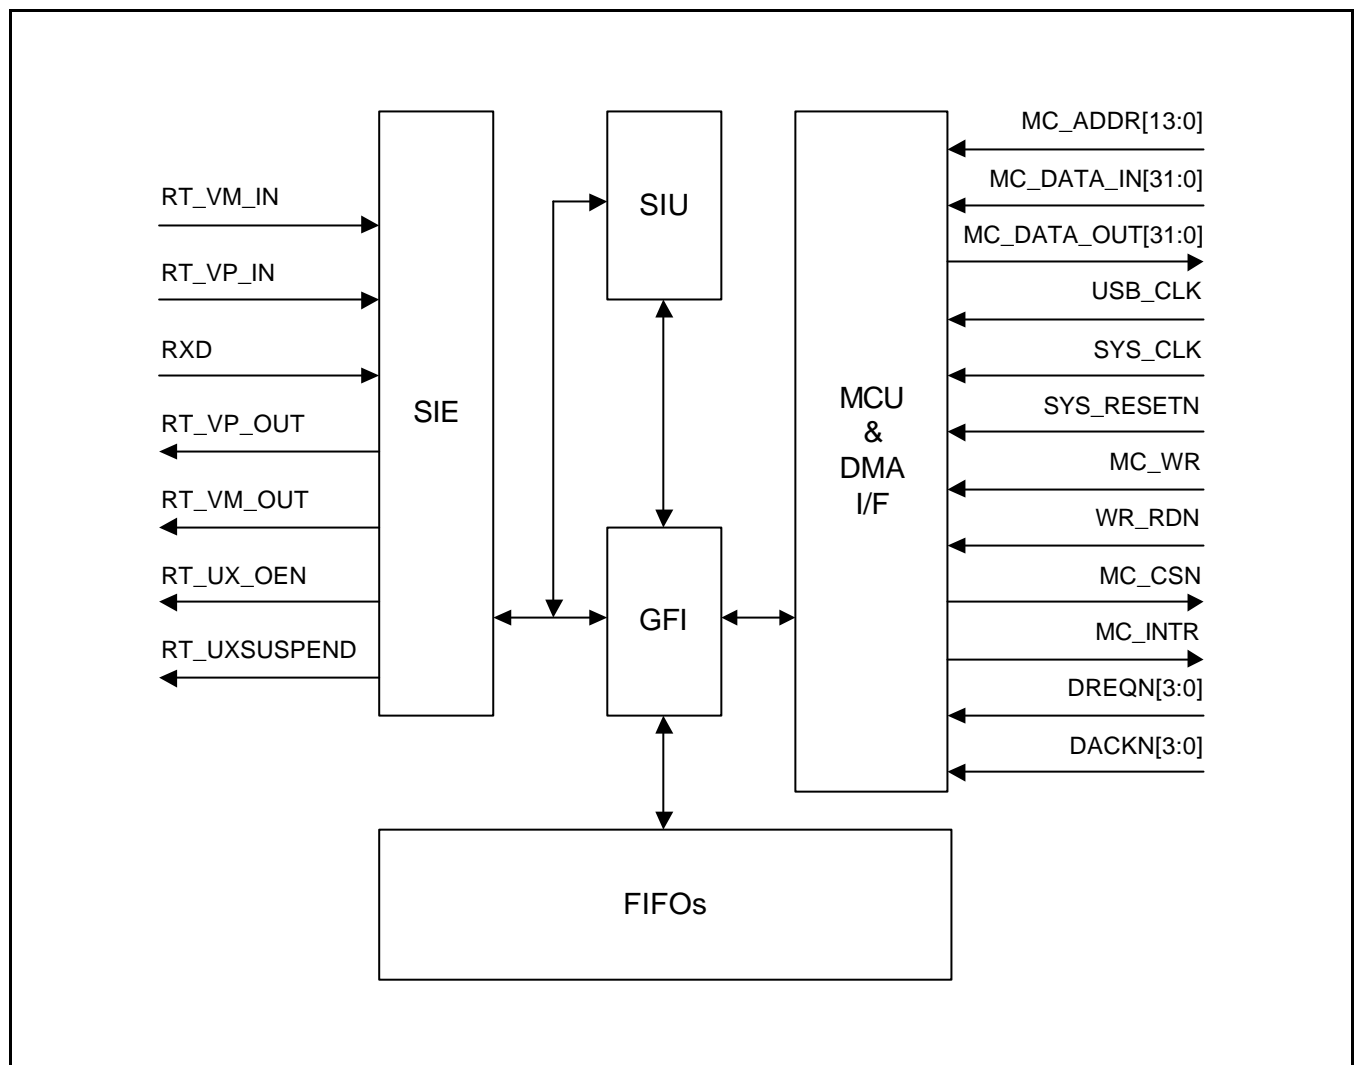 RT_VM_IN
RT_VP_IN
RXD
RT_VP_OUT
RT_VM_OUT
RT_UX_OEN
RT_UXSUSPEND
SIE
SIU
GFI
FIFOs
MCU
&
DMA
I/F
MC_ADDR[13:0]
MC_DATA_IN[31:0]
MC_DATA_OUT[31:0]
USB_CLK
SYS_CLK
SYS_RESETN
MC_WR
WR_RDN
MC_CSN
MC_INTR
DREQN[3:0]
DACKN[3:0]